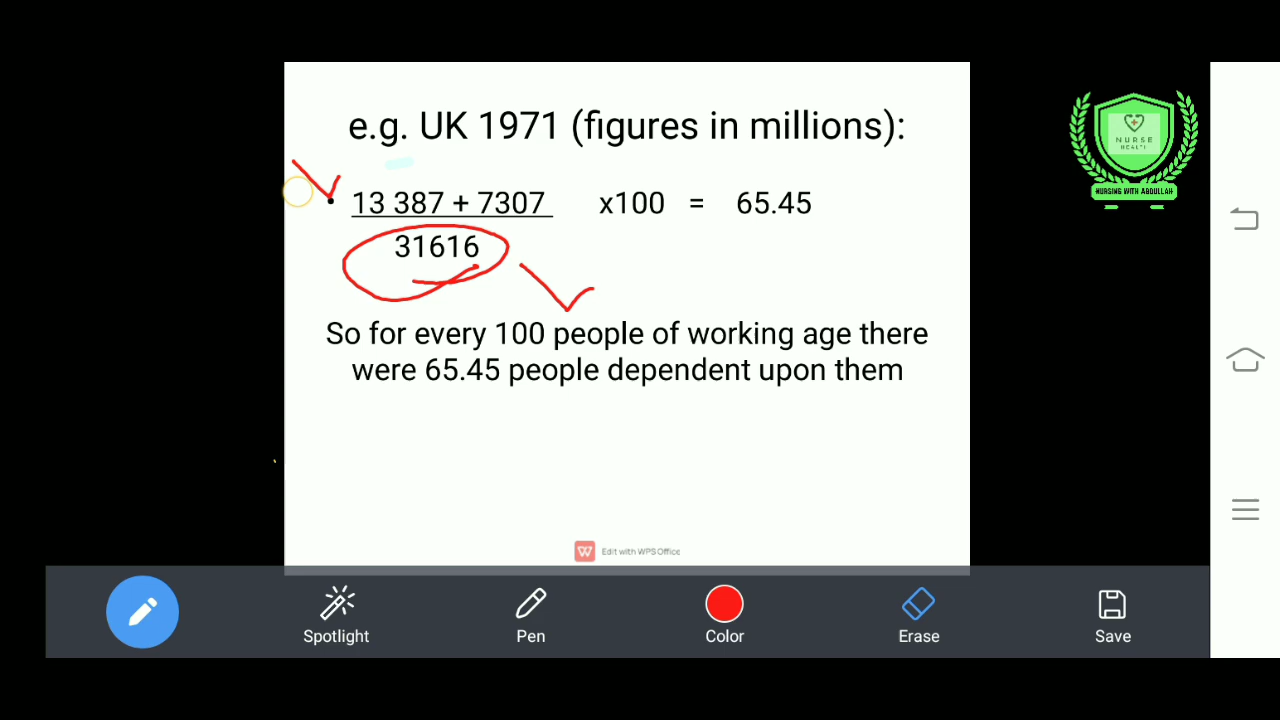 e.g. UK 1971 (figures in millions):
NURSE
HEALTH
NURSING WITH ABDULLAH
• 13 387 + 7307 x100 = 65.45
31616
So for every 100 people of working age there
were 65.45 people dependent upon them
W Edit with WPS Office
Spotlight
Pen
Color
Erase
Save